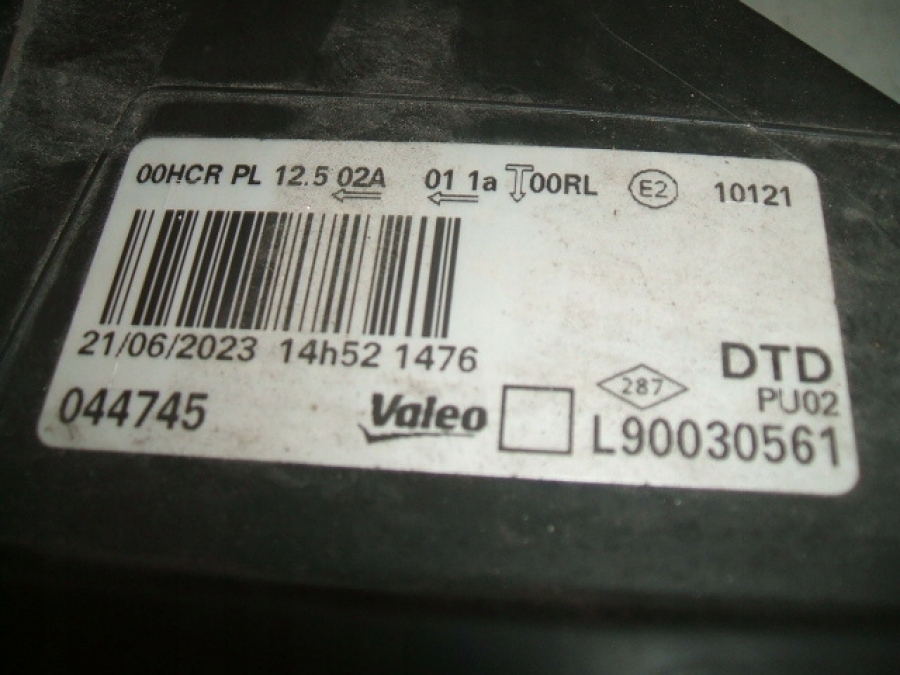 00HCR PL 12.5 02A 01 1a 00RL E2 10121
21/06/2023 14h52 1476
DTD
287
PU02
044745 Valeo L90030561